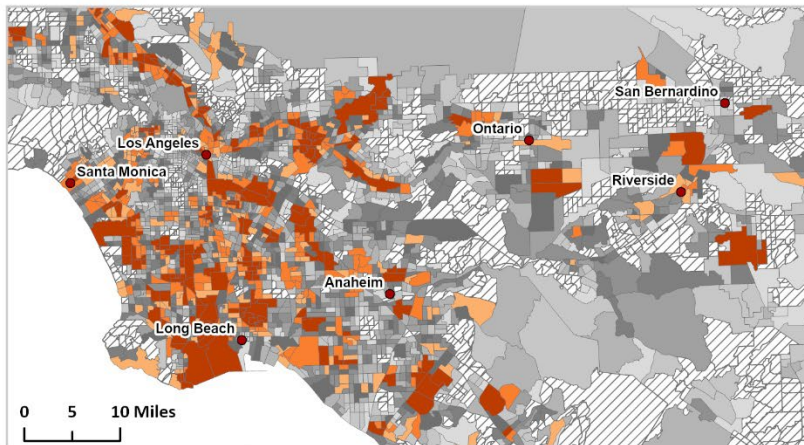 San Bernardino
Ontario
Los Angeles
Santa Monica
Riverside
Anaheim
Long Beach
0 5 10 Miles